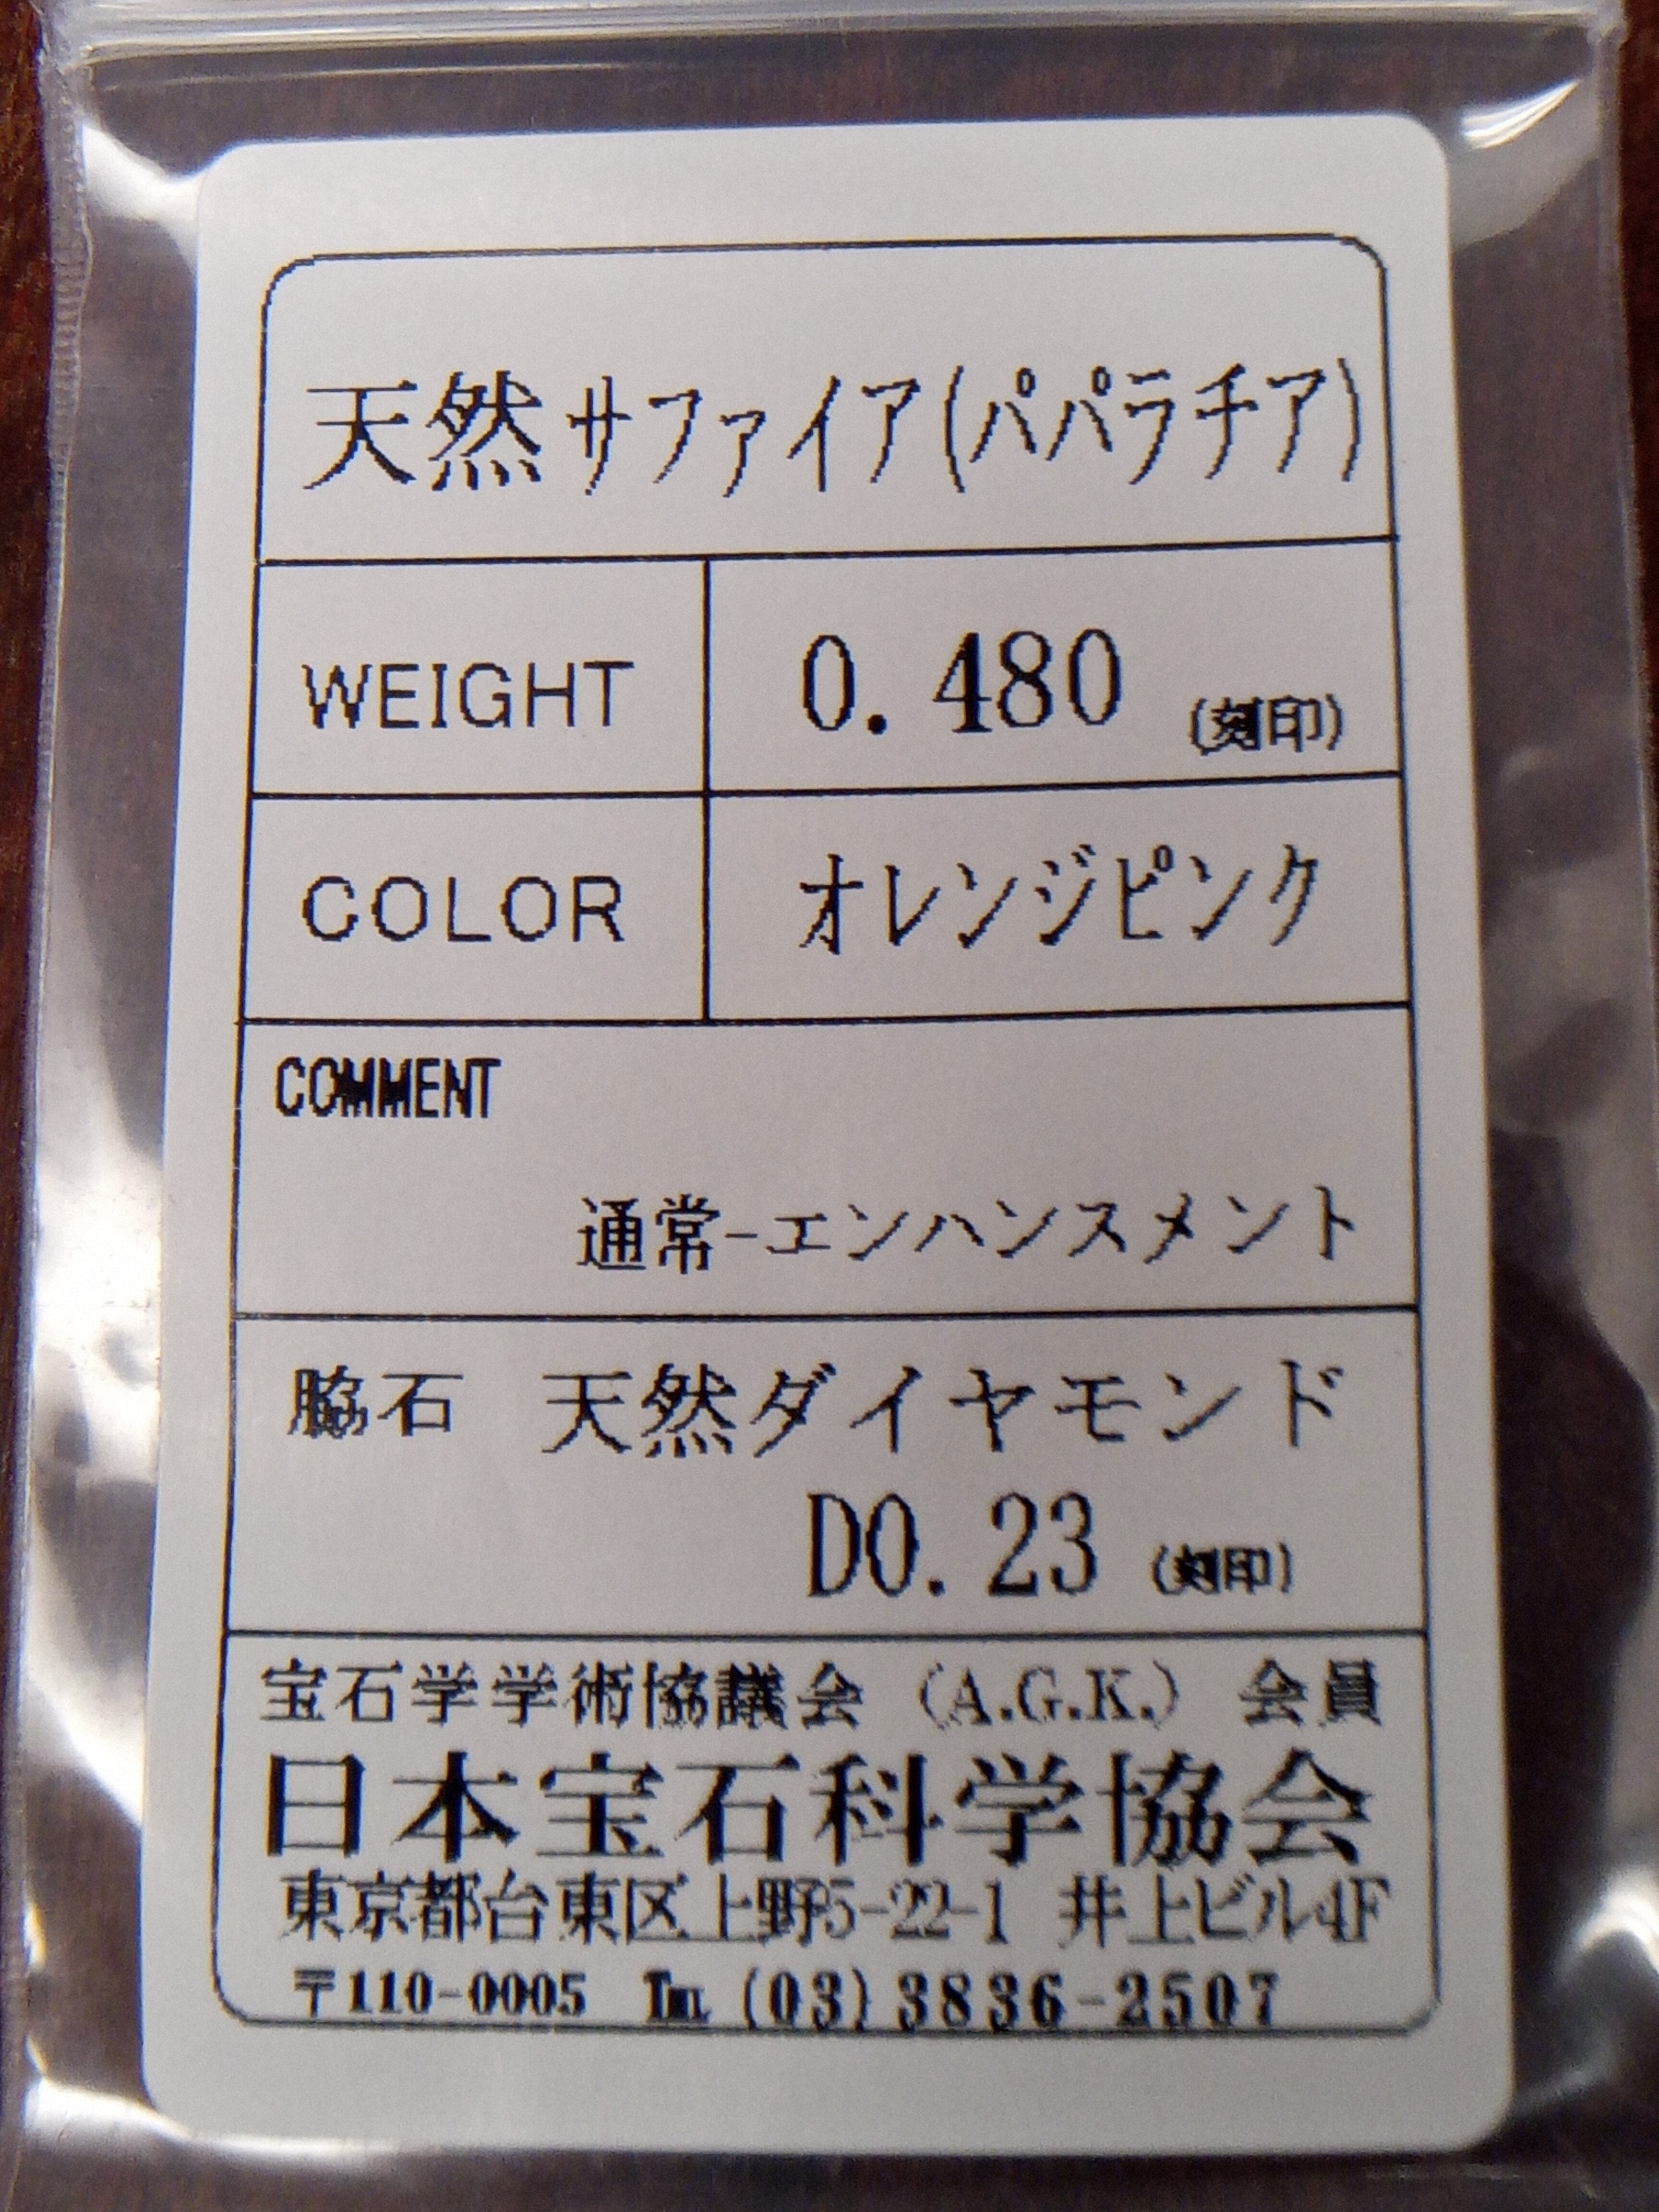 天然サファイア(パパラチア)
WEIGHT 0.480 (刻印)
COLOR オレンジピンク
COMMENT
通常-エンハンスメント
脇石 天然ダイヤモンド
D0.23 (刻印)
宝石学学術協議会 (A.G.K.) 会員
日本宝石科学協会
東京都台東区上野5-22-1 井上ビル4F
〒110-0005 ℡ (03) 3836-2507